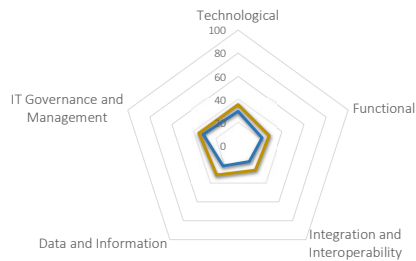 Technological
100
80
60
40
20
0
IT Governance and
Management
Functional
Data and Information
Integration and
Interoperability